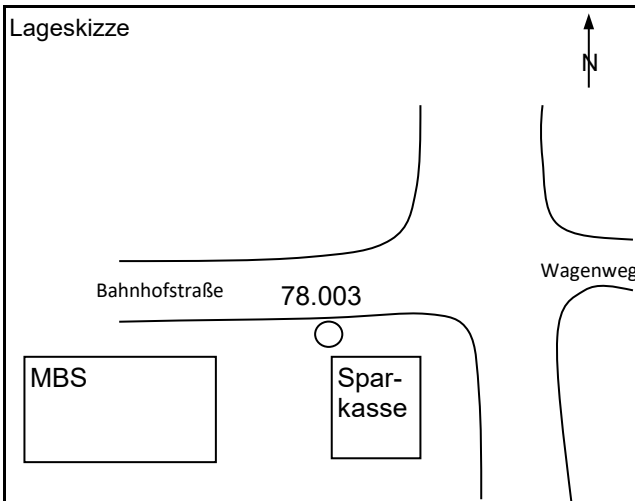 Lageskizze
N
Wagenweg
Bahnhofstraße
78.003
MBS
Spar-
kasse